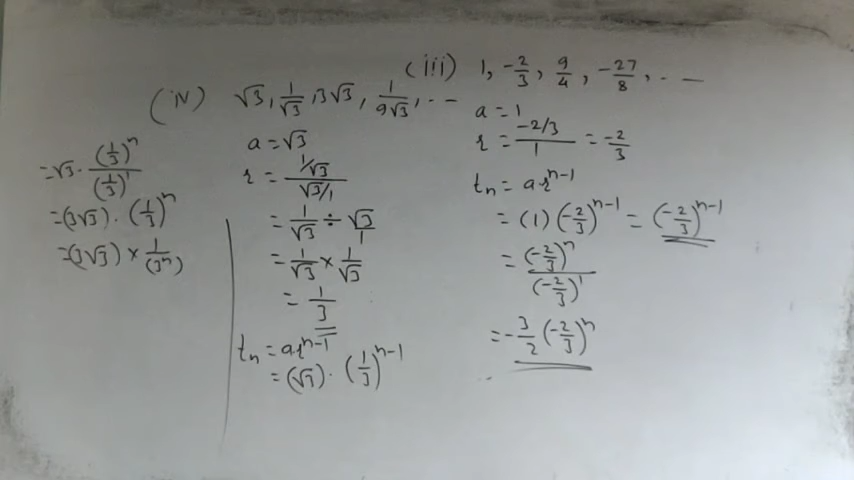 (iii) 1, -2/3, 9/4, -27/8, . . —
a = 1
r = (-2/3)/1 = -2/3
tₙ = arⁿ⁻¹
= (1) (-2/3)ⁿ⁻¹ = (-2/3)ⁿ⁻¹
= (-2/3)ⁿ / (-2/3)¹
= -3/2 (-2/3)ⁿ
(iv) √3, 1/√3, 3√3, 1/9√3, . . —
a = √3
r = (1/√3)/(√3/1)
= 1/√3 ÷ √3/1
= 1/√3 × 1/√3
= 1/3
tₙ = arⁿ⁻¹
= (√3) · (1/3)ⁿ⁻¹
= √3 · (1/3)ⁿ / (1/3)¹
= (3√3) · (1/3)ⁿ
= (3√3) × 1/(3ⁿ)